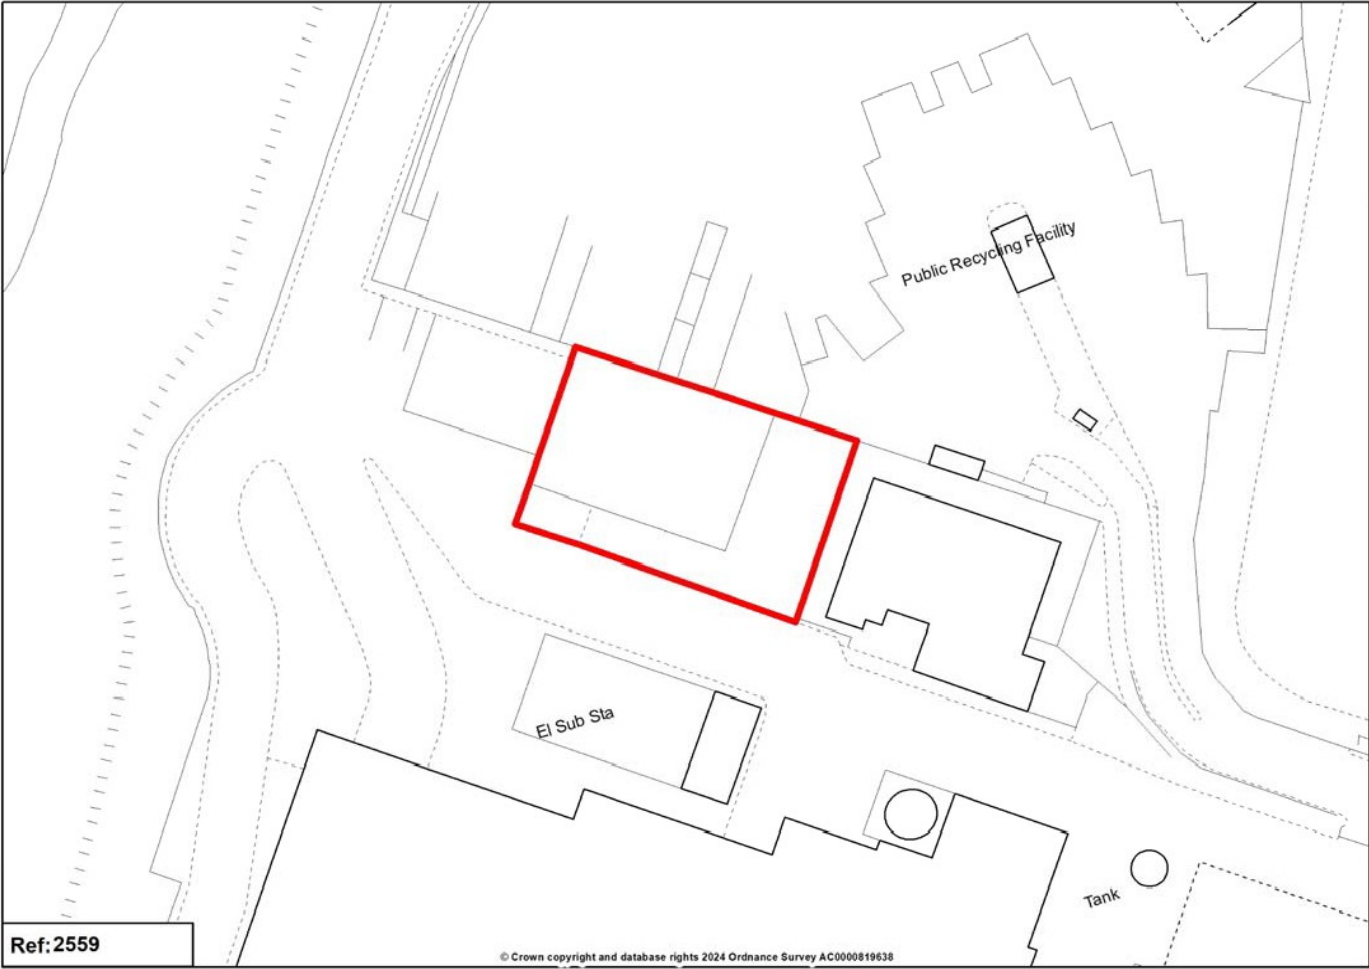 Public Recycling Facility
El Sub Sta
Tank
Ref: 2559
© Crown copyright and database rights 2024 Ordnance Survey AC0000819638